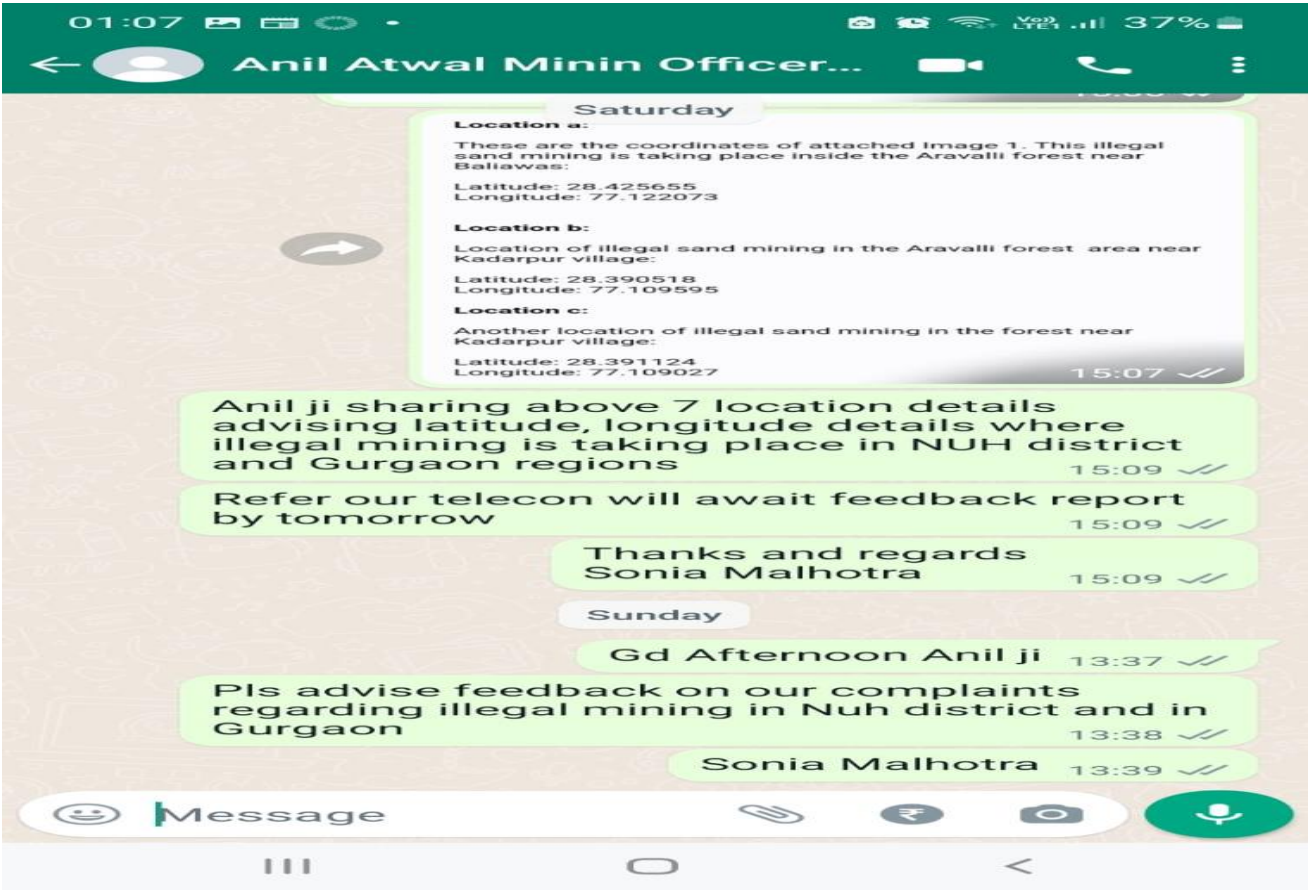 01:07
Vo))
LTE1
37%
Anil Atwal Minin Officer...
Saturday
Location a:
These are the coordinates of attached Image 1. This illegal
sand mining is taking place inside the Aravalli forest near
Baliawas:
Latitude: 28.425655
Longitude: 77.122073
Location b:
Location of illegal sand mining in the Aravalli forest area near
Kadarpur village:
Latitude: 28.390518
Longitude: 77.109595
Location c:
Another location of illegal sand mining in the forest near
Kadarpur village:
Latitude: 28.391124
Longitude: 77.109027
15:07
Anil ji sharing above 7 location details
advising latitude, longitude details where
illegal mining is taking place in NUH district
and Gurgaon regions
15:09
Refer our telecon will await feedback report
by tomorrow
15:09
Thanks and regards
Sonia Malhotra
15:09
Sunday
Gd Afternoon Anil ji 13:37
Pls advise feedback on our complaints
regarding illegal mining in Nuh district and in
Gurgaon
13:38
Sonia Malhotra 13:39
Message